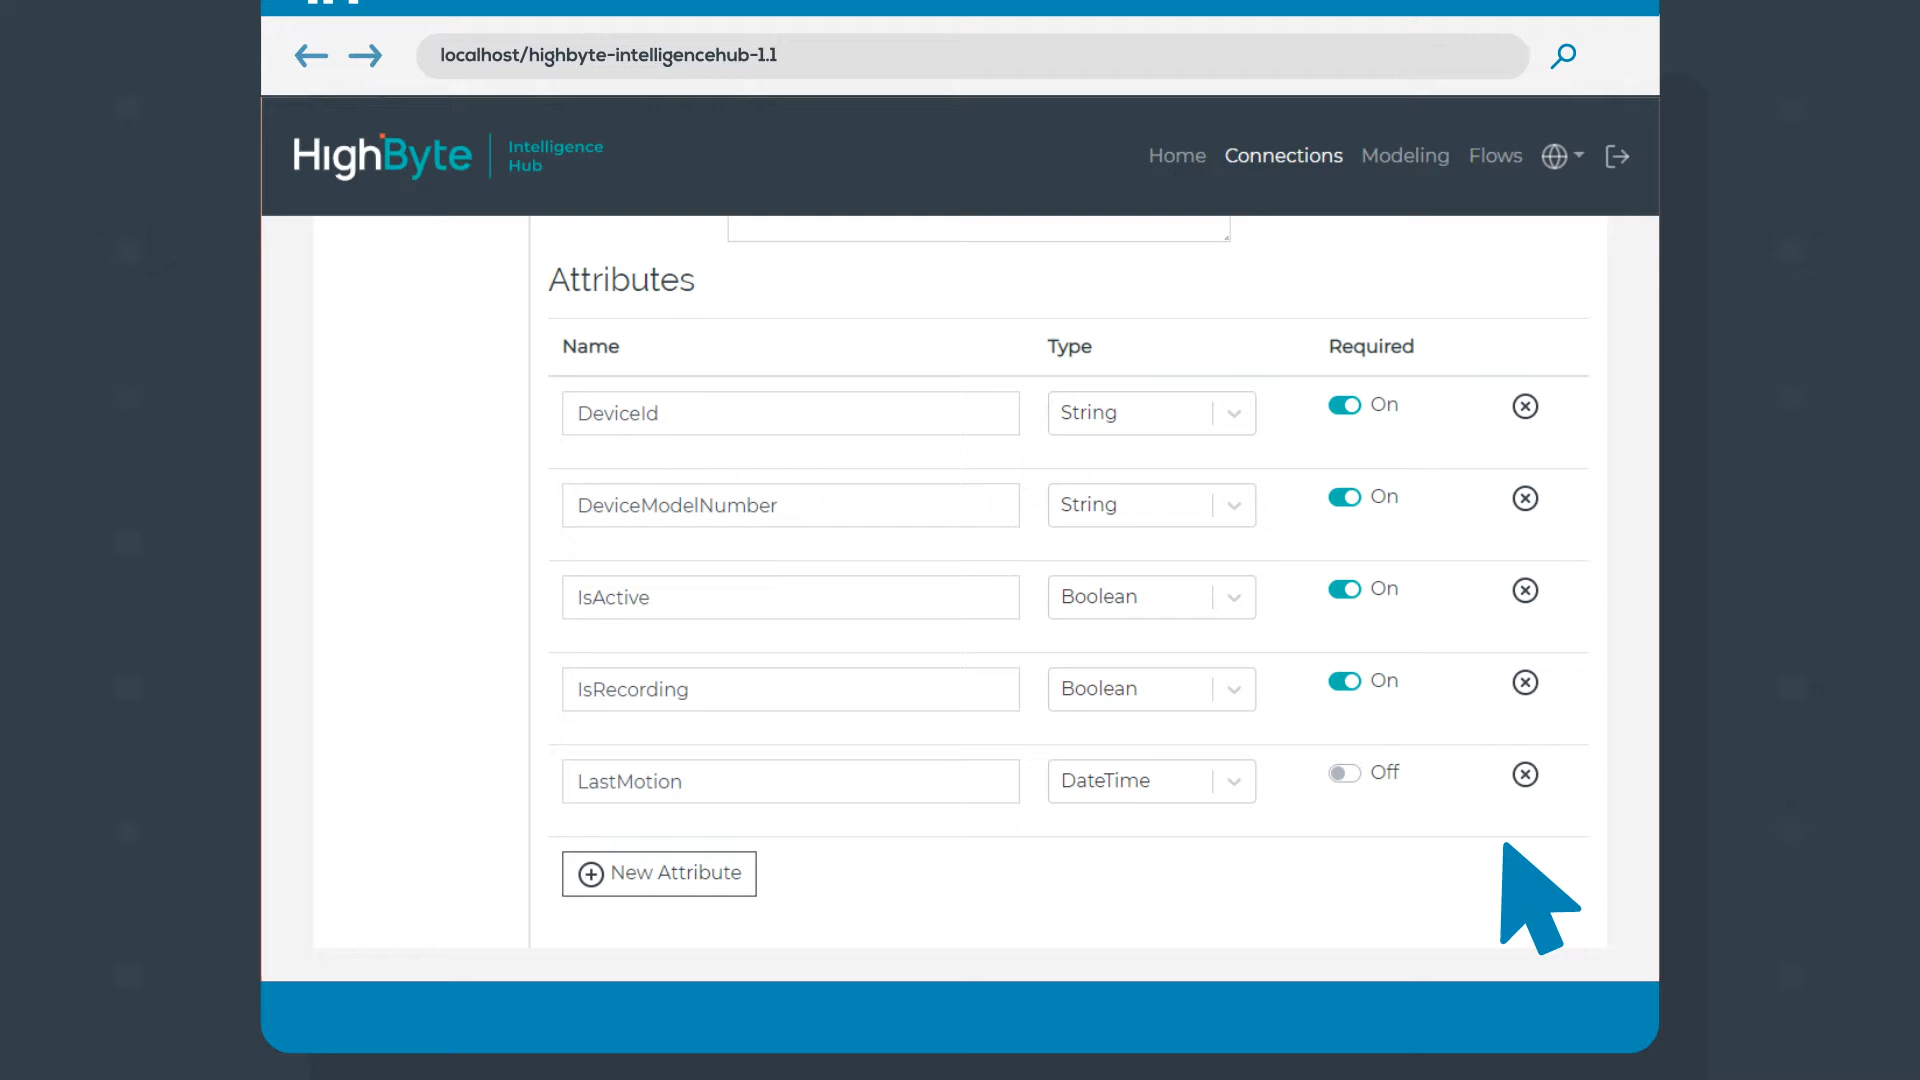 localhost/highbyte-intelligencehub-1.1
HighByte Intelligence Hub
Home Connections Modeling Flows
Attributes
Name Type Required
DeviceId String On
DeviceModelNumber String On
IsActive Boolean On
IsRecording Boolean On
LastMotion DateTime Off
New Attribute